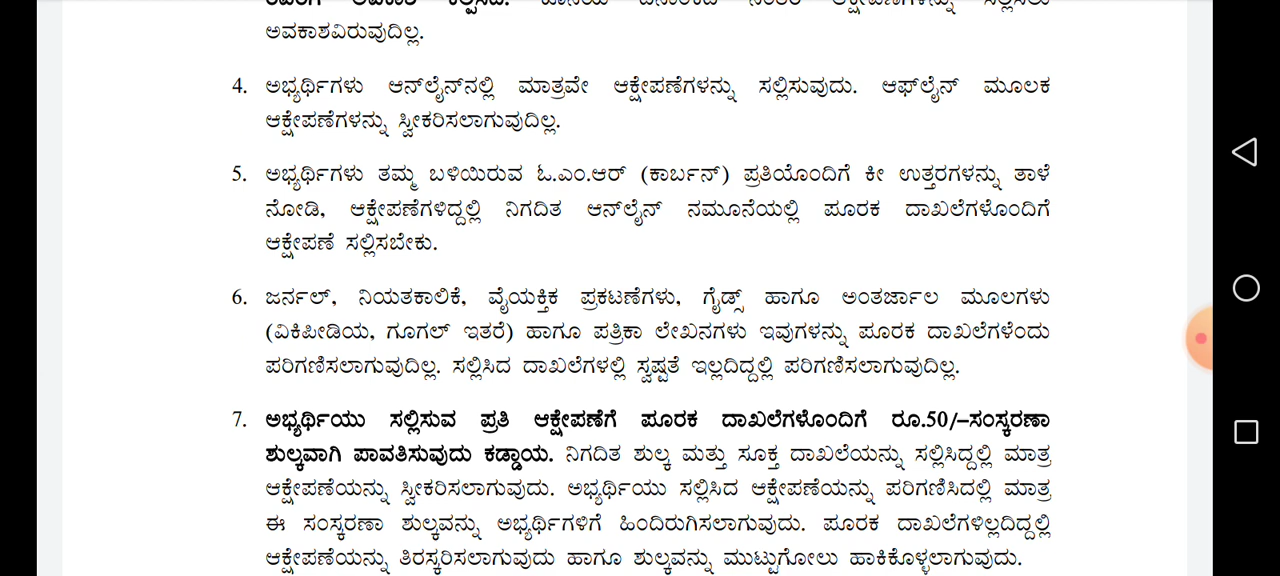 ಅವಕಾಶವಿರುವುದಿಲ್ಲ.
4. ಅಭ್ಯರ್ಥಿಗಳು ಆನ್‌ಲೈನ್‌ನಲ್ಲಿ ಮಾತ್ರವೇ ಆಕ್ಷೇಪಣೆಗಳನ್ನು ಸಲ್ಲಿಸುವುದು. ಆಫ್‌ಲೈನ್ ಮೂಲಕ
ಆಕ್ಷೇಪಣೆಗಳನ್ನು ಸ್ವೀಕರಿಸಲಾಗುವುದಿಲ್ಲ.
5. ಅಭ್ಯರ್ಥಿಗಳು ತಮ್ಮ ಬಳಿಯಿರುವ ಓ.ಎಂ.ಆರ್ (ಕಾರ್ಬನ್) ಪ್ರತಿಯೊಂದಿಗೆ ಕೀ ಉತ್ತರಗಳನ್ನು ತಾಳೆ
ನೋಡಿ, ಆಕ್ಷೇಪಣೆಗಳಿದ್ದಲ್ಲಿ ನಿಗದಿತ ಆನ್‌ಲೈನ್ ನಮೂನೆಯಲ್ಲಿ ಪೂರಕ ದಾಖಲೆಗಳೊಂದಿಗೆ
ಆಕ್ಷೇಪಣೆ ಸಲ್ಲಿಸಬೇಕು.
6. ಜರ್ನಲ್, ನಿಯತಕಾಲಿಕೆ, ವೈಯಕ್ತಿಕ ಪ್ರಕಟಣೆಗಳು, ಗೈಡ್ಸ್ ಹಾಗೂ ಅಂತರ್ಜಾಲ ಮೂಲಗಳು
(ವಿಕಿಪೀಡಿಯ, ಗೂಗಲ್ ಇತರೆ) ಹಾಗೂ ಪತ್ರಿಕಾ ಲೇಖನಗಳು ಇವುಗಳನ್ನು ಪೂರಕ ದಾಖಲೆಗಳೆಂದು
ಪರಿಗಣಿಸಲಾಗುವುದಿಲ್ಲ. ಸಲ್ಲಿಸಿದ ದಾಖಲೆಗಳಲ್ಲಿ ಸ್ಪಷ್ಟತೆ ಇಲ್ಲದಿದ್ದಲ್ಲಿ ಪರಿಗಣಿಸಲಾಗುವುದಿಲ್ಲ.
7. ಅಭ್ಯರ್ಥಿಯು ಸಲ್ಲಿಸುವ ಪ್ರತಿ ಆಕ್ಷೇಪಣೆಗೆ ಪೂರಕ ದಾಖಲೆಗಳೊಂದಿಗೆ ರೂ.50/–ಸಂಸ್ಕರಣಾ
ಶುಲ್ಕವಾಗಿ ಪಾವತಿಸುವುದು ಕಡ್ಡಾಯ. ನಿಗದಿತ ಶುಲ್ಕ ಮತ್ತು ಸೂಕ್ತ ದಾಖಲೆಯನ್ನು ಸಲ್ಲಿಸಿದ್ದಲ್ಲಿ ಮಾತ್ರ
ಆಕ್ಷೇಪಣೆಯನ್ನು ಸ್ವೀಕರಿಸಲಾಗುವುದು. ಅಭ್ಯರ್ಥಿಯು ಸಲ್ಲಿಸಿದ ಆಕ್ಷೇಪಣೆಯನ್ನು ಪರಿಗಣಿಸಿದಲ್ಲಿ ಮಾತ್ರ
ಈ ಸಂಸ್ಕರಣಾ ಶುಲ್ಕವನ್ನು ಅಭ್ಯರ್ಥಿಗಳಿಗೆ ಹಿಂದಿರುಗಿಸಲಾಗುವುದು. ಪೂರಕ ದಾಖಲೆಗಳಿಲ್ಲದಿದ್ದಲ್ಲಿ
ಆಕ್ಷೇಪಣೆಯನ್ನು ತಿರಸ್ಕರಿಸಲಾಗುವುದು ಹಾಗೂ ಶುಲ್ಕವನ್ನು ಮುಟ್ಟುಗೋಲು ಹಾಕಿಕೊಳ್ಳಲಾಗುವುದು.